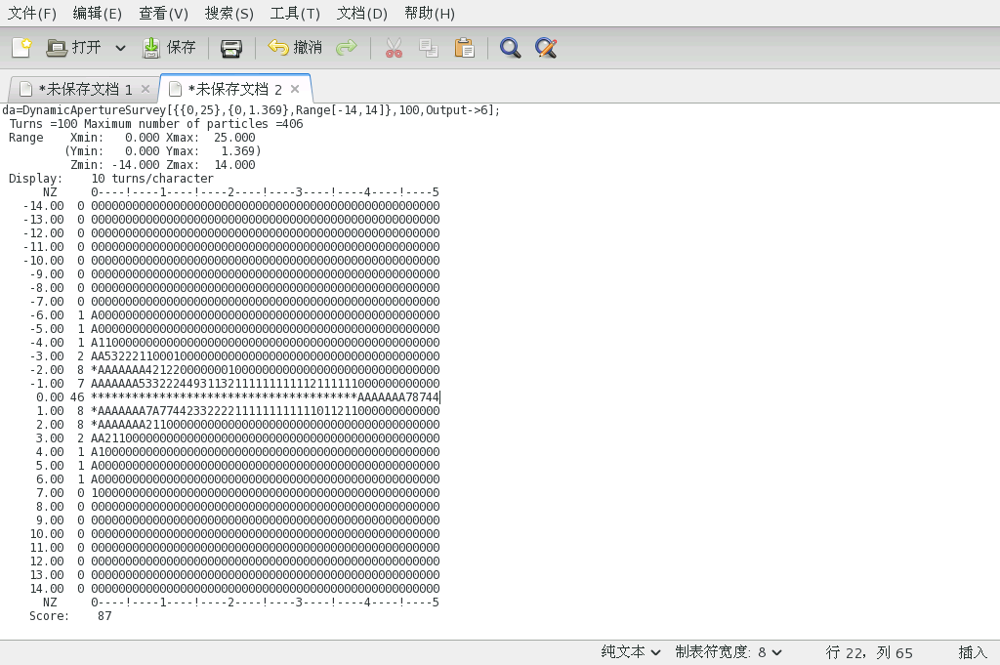 文件(F) 编辑(E) 查看(V) 搜索(S) 工具(T) 文档(D) 帮助(H)
打开 保存 撤消
*未保存文档 1 × *未保存文档 2 ×
da=DynamicApertureSurvey[{{0,25},{0,1.369},Range[-14,14]},100,Output->6];
Turns =100 Maximum number of particles =406
Range    Xmin:   0.000 Xmax:  25.000
(Ymin:   0.000 Ymax:   1.369)
Zmin: -14.000 Zmax:  14.000
Display:    10 turns/character
NZ     0----!----1----!----2----!----3----!----4----!----5
-14.00  0 000000000000000000000000000000000000000000000000000
-13.00  0 000000000000000000000000000000000000000000000000000
-12.00  0 000000000000000000000000000000000000000000000000000
-11.00  0 000000000000000000000000000000000000000000000000000
-10.00  0 000000000000000000000000000000000000000000000000000
-9.00  0 000000000000000000000000000000000000000000000000000
-8.00  0 000000000000000000000000000000000000000000000000000
-7.00  0 000000000000000000000000000000000000000000000000000
-6.00  1 A00000000000000000000000000000000000000000000000000
-5.00  1 A00000000000000000000000000000000000000000000000000
-4.00  1 A11000000000000000000000000000000000000000000000000
-3.00  2 AA5322211000100000000000000000000000000000000000000
-2.00  8 *AAAAAAA4212200000001000000000000000000000000000000
-1.00  7 AAAAAAA53322244931132111111111111211111100000000000
0.00 46 ***************************************AAAAAAA78744
1.00  8 *AAAAAAA7A77442332222111111111111101121100000000000
2.00  8 *AAAAAAA2110000000000000000000000000000000000000000
3.00  2 AA2110000000000000000000000000000000000000000000000
4.00  1 A10000000000000000000000000000000000000000000000000
5.00  1 A00000000000000000000000000000000000000000000000000
6.00  1 A00000000000000000000000000000000000000000000000000
7.00  0 100000000000000000000000000000000000000000000000000
8.00  0 000000000000000000000000000000000000000000000000000
9.00  0 000000000000000000000000000000000000000000000000000
10.00  0 000000000000000000000000000000000000000000000000000
11.00  0 000000000000000000000000000000000000000000000000000
12.00  0 000000000000000000000000000000000000000000000000000
13.00  0 000000000000000000000000000000000000000000000000000
14.00  0 000000000000000000000000000000000000000000000000000
NZ     0----!----1----!----2----!----3----!----4----!----5
Score:    87
纯文本 制表符宽度: 8 行 22, 列 65 插入